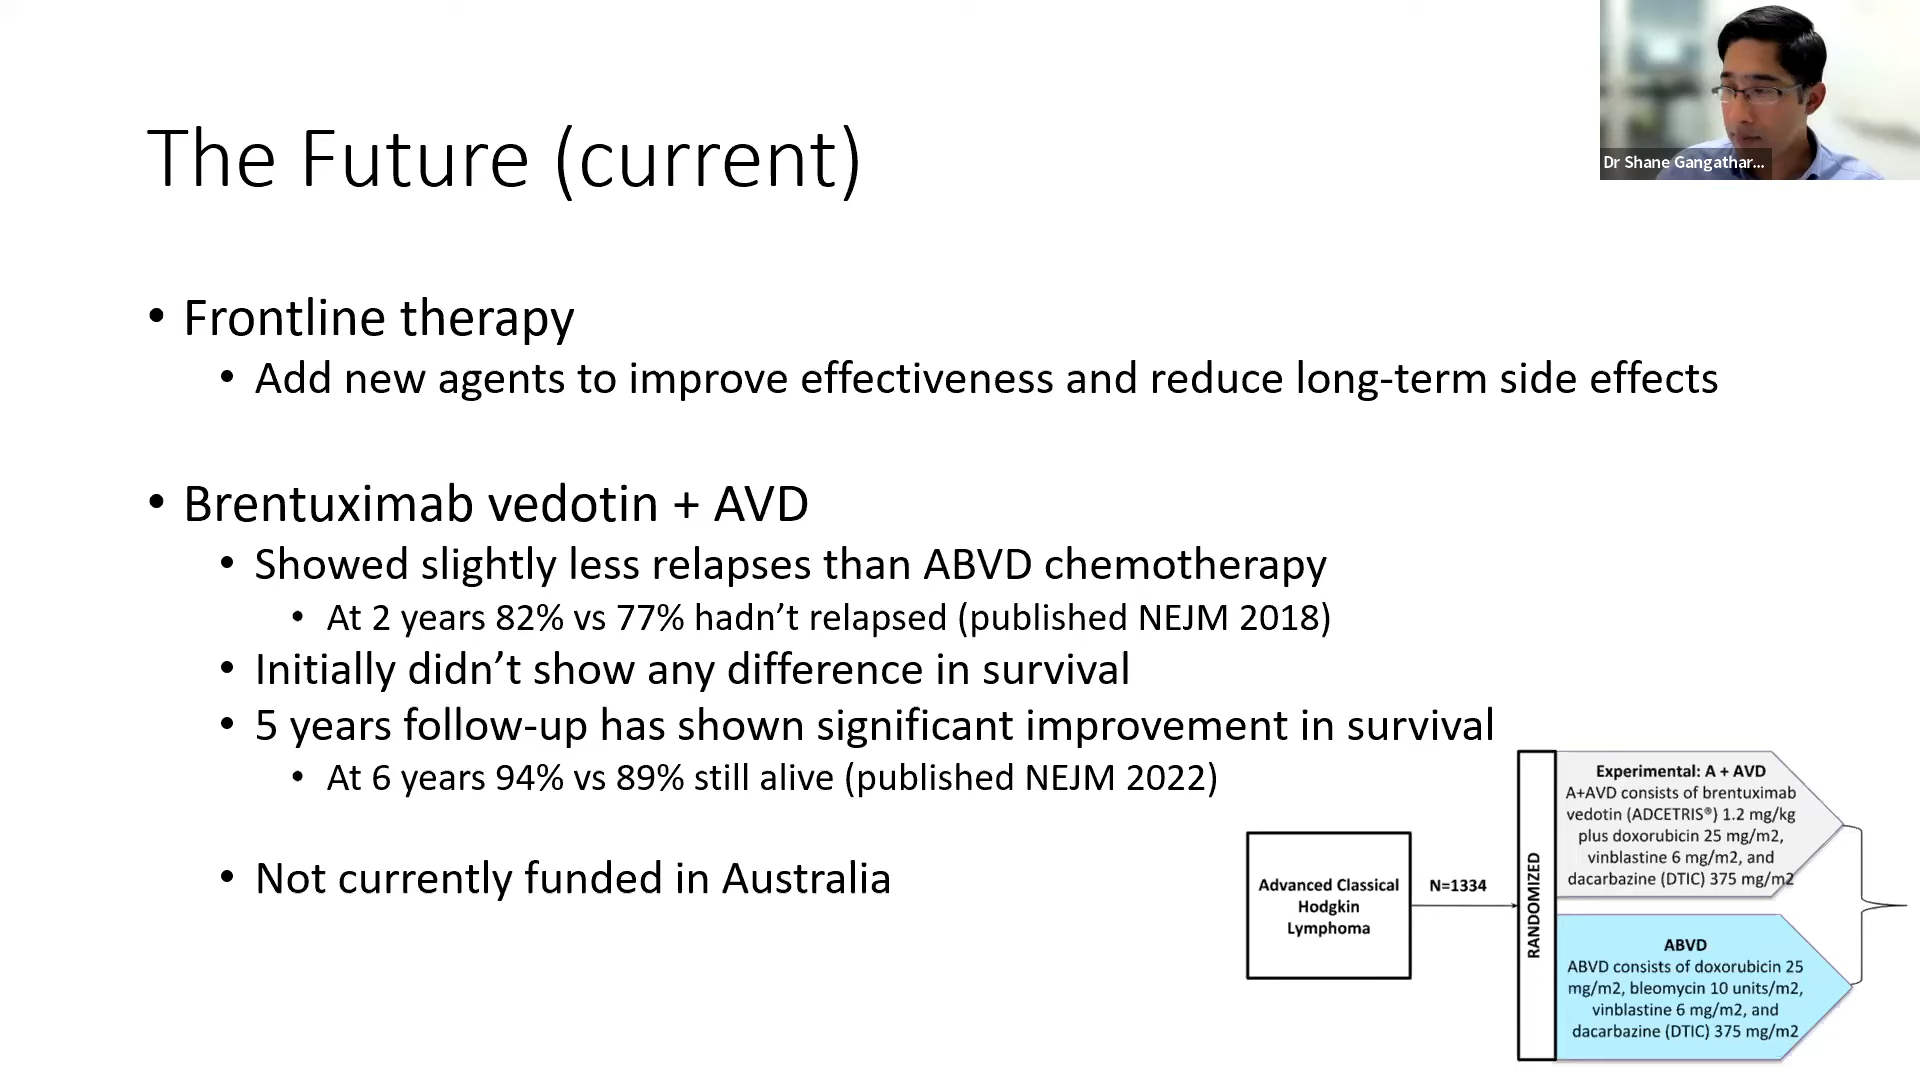 Dr Shane Gangathar...
The Future (current)
• Frontline therapy
• Add new agents to improve effectiveness and reduce long-term side effects
• Brentuximab vedotin + AVD
• Showed slightly less relapses than ABVD chemotherapy
• At 2 years 82% vs 77% hadn’t relapsed (published NEJM 2018)
• Initially didn’t show any difference in survival
• 5 years follow-up has shown significant improvement in survival
• At 6 years 94% vs 89% still alive (published NEJM 2022)
• Not currently funded in Australia
Advanced Classical
Hodgkin
Lymphoma
N=1334
RANDOMIZED
Experimental: A + AVD
A+AVD consists of brentuximab
vedotin (ADCETRIS®) 1.2 mg/kg
plus doxorubicin 25 mg/m2,
vinblastine 6 mg/m2, and
dacarbazine (DTIC) 375 mg/m2
ABVD
ABVD consists of doxorubicin 25
mg/m2, bleomycin 10 units/m2,
vinblastine 6 mg/m2, and
dacarbazine (DTIC) 375 mg/m2